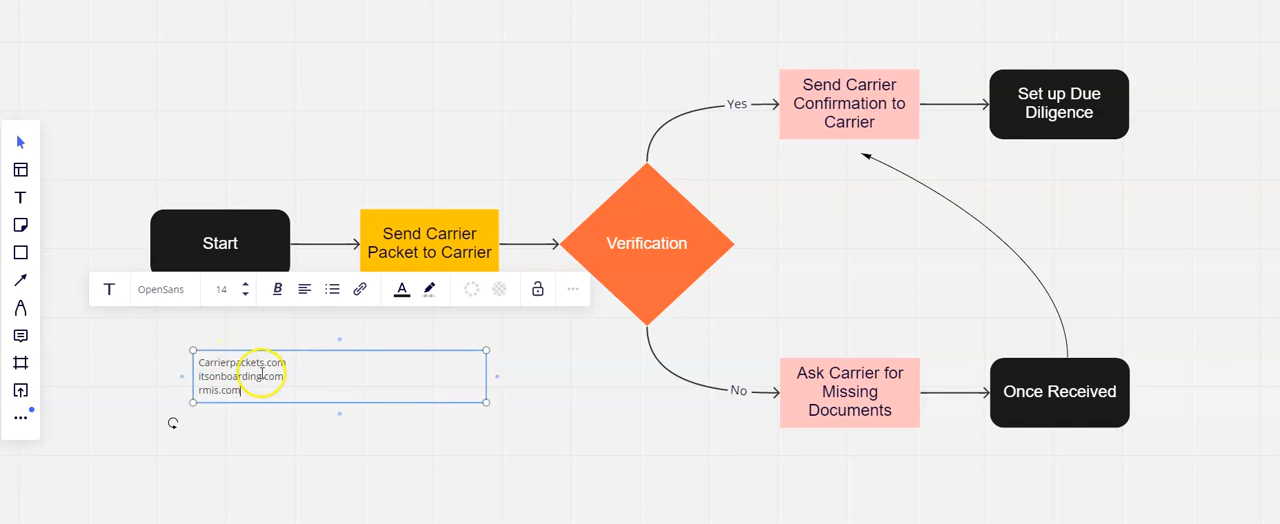 Send Carrier
Confirmation to
Carrier
Set up Due
Diligence
Yes
Start
Send Carrier
Packet to Carrier
Verification
OpenSans
14
B
A
Carrierpackets.com
itsonboarding.com
rmis.com
No
Ask Carrier for
Missing
Documents
Once Received